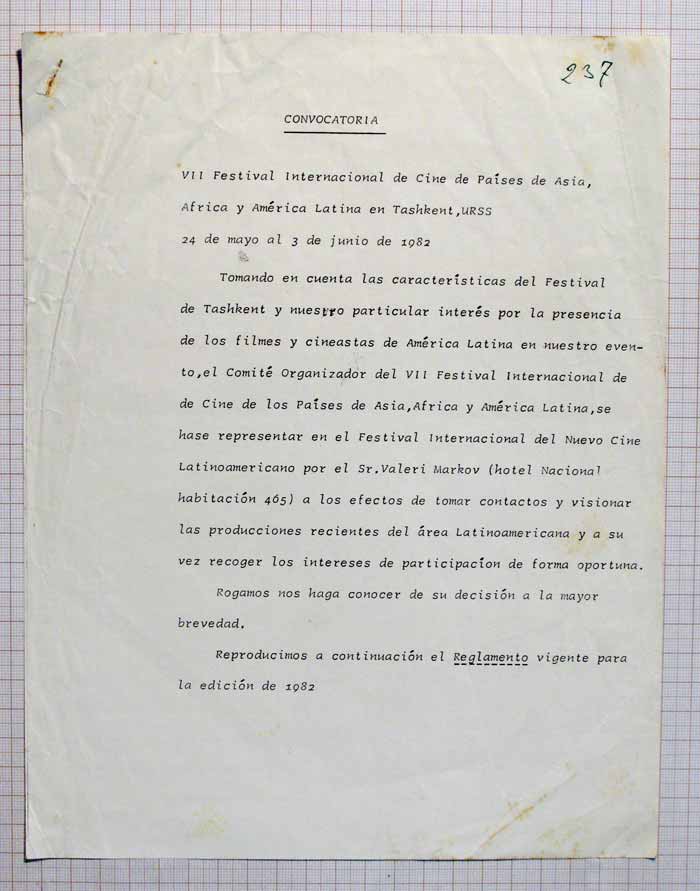 237
CONVOCATORIA
VII Festival Internacional de Cine de Países de Asia,
Africa y América Latina en Tashkent,URSS
24 de mayo al 3 de junio de 1982
Tomando en cuenta las características del Festival
de Tashkent y nuestro particular interés por la presencia
de los filmes y cineastas de América Latina en nuestro even-
to,el Comité Organizador del VII Festival Internacional de
de Cine de los Países de Asia,Africa y América Latina,se
hase representar en el Festival Internacional del Nuevo Cine
Latinoamericano por el Sr.Valeri Markov (hotel Nacional
habitación 465) a los efectos de tomar contactos y visionar
las producciones recientes del área Latinoamericana y a su
vez recoger los intereses de participacíon de forma oportuna.
Rogamos nos haga conocer de su decisión a la mayor
brevedad.
Reproducimos a continuación el Reglamento vigente para
la edición de 1982